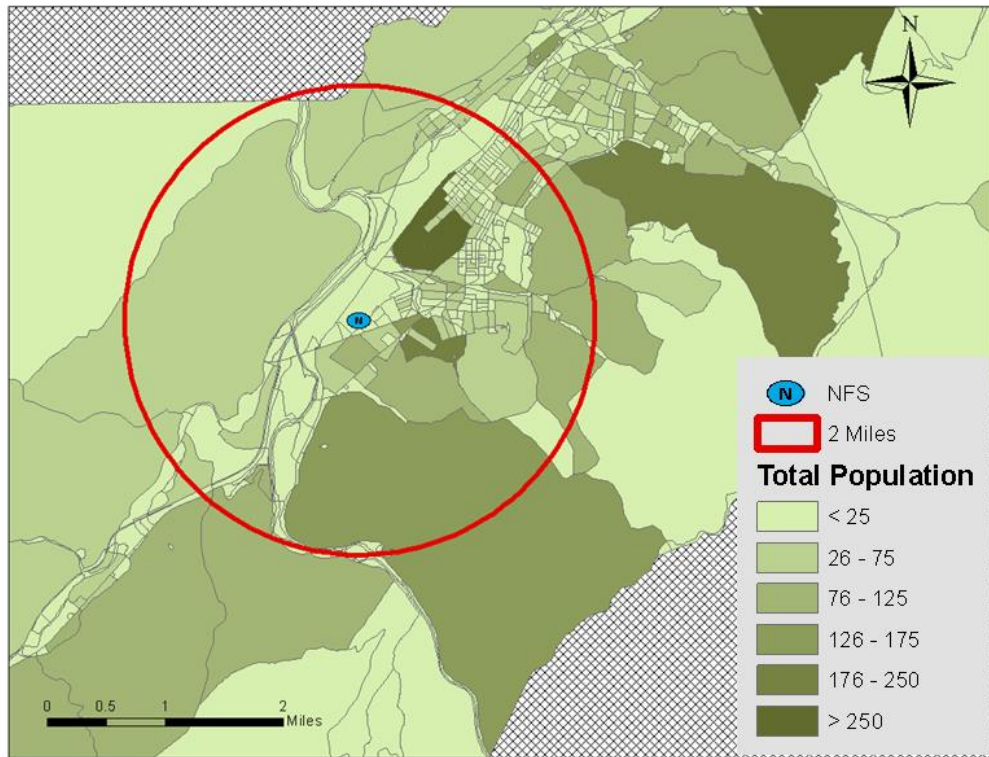 N
N
NFS
2 Miles
Total Population
< 25
26 - 75
76 - 125
126 - 175
176 - 250
> 250
N
0 0.5 1 2
Miles